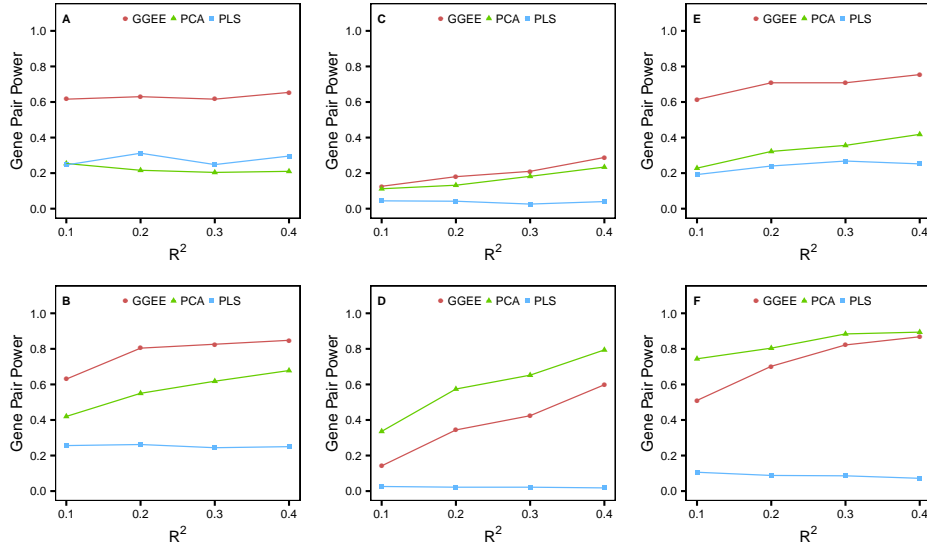 A GGEE PCA PLS
1.0
0.8
0.6
0.4
0.2
0.0
Gene Pair Power
0.1 0.2 0.3 0.4
R²
C GGEE PCA PLS
1.0
0.8
0.6
0.4
0.2
0.0
Gene Pair Power
0.1 0.2 0.3 0.4
R²
E GGEE PCA PLS
1.0
0.8
0.6
0.4
0.2
0.0
Gene Pair Power
0.1 0.2 0.3 0.4
R²
B GGEE PCA PLS
1.0
0.8
0.6
0.4
0.2
0.0
Gene Pair Power
0.1 0.2 0.3 0.4
R²
D GGEE PCA PLS
1.0
0.8
0.6
0.4
0.2
0.0
Gene Pair Power
0.1 0.2 0.3 0.4
R²
F GGEE PCA PLS
1.0
0.8
0.6
0.4
0.2
0.0
Gene Pair Power
0.1 0.2 0.3 0.4
R²